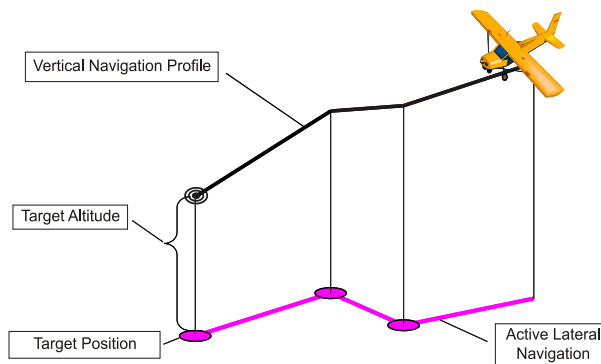 Vertical Navigation Profile
Target Altitude
Target Position
Active Lateral
Navigation